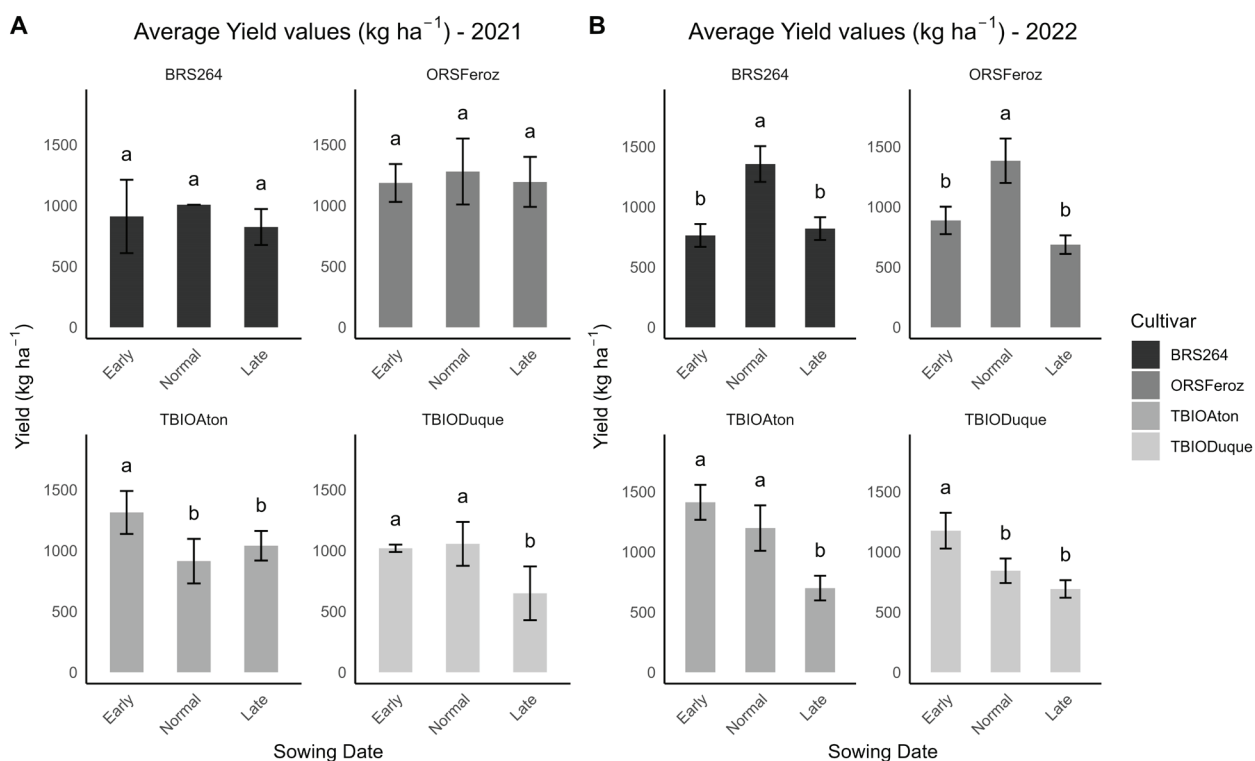 A
Average Yield values (kg ha⁻¹) - 2021
BRS264
ORSFeroz
1500
1000
500
0
a
a
a
Early
Normal
Late
1500
1000
500
0
a
a
a
Early
Normal
Late
TBIOAton
TBIODuque
1500
1000
500
0
a
b
b
Early
Normal
Late
1500
1000
500
0
a
a
b
Early
Normal
Late
Yield (kg ha⁻¹)
Sowing Date
B
Average Yield values (kg ha⁻¹) - 2022
BRS264
ORSFeroz
1500
1000
500
0
b
a
b
Early
Normal
Late
1500
1000
500
0
b
a
b
Early
Normal
Late
TBIOAton
TBIODuque
1500
1000
500
0
a
a
b
Early
Normal
Late
1500
1000
500
0
a
b
b
Early
Normal
Late
Yield (kg ha⁻¹)
Sowing Date
Cultivar
BRS264
ORSFeroz
TBIOAton
TBIODuque